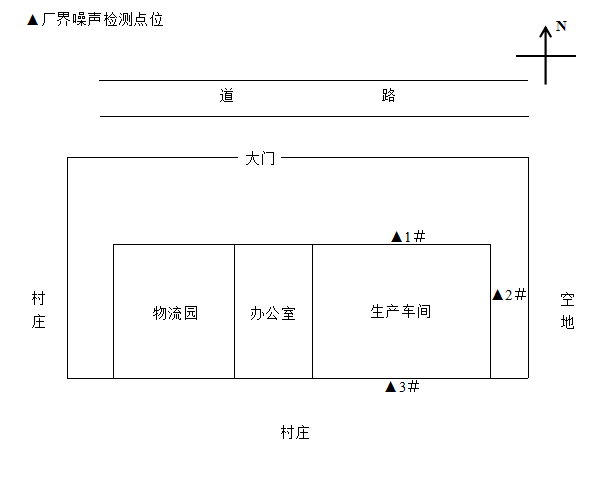 ▲厂界噪声检测点位
N
道 路
大门
▲1＃
村庄
物流园
办公室
生产车间
▲2＃
空地
▲3＃
村庄